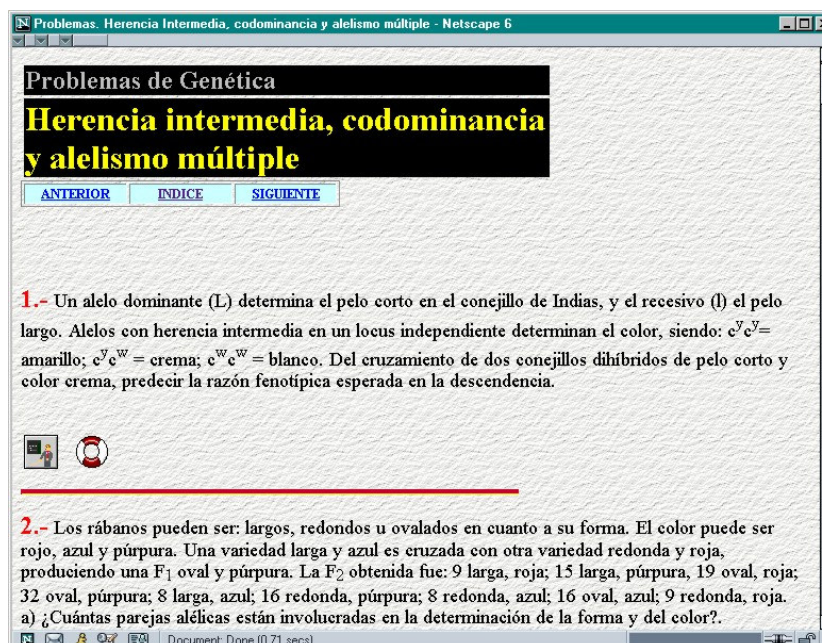 Problemas. Herencia Intermedia, codominancia y alelismo múltiple - Netscape 6
Problemas de Genética
Herencia intermedia, codominancia
y alelismo múltiple
ANTERIOR INDICE SIGUIENTE
1.- Un alelo dominante (L) determina el pelo corto en el conejillo de Indias, y el recesivo (l) el pelo
largo. Alelos con herencia intermedia en un locus independiente determinan el color, siendo: c^y c^y=
amarillo; c^y c^w = crema; c^w c^w = blanco. Del cruzamiento de dos conejillos dihíbridos de pelo corto y
color crema, predecir la razón fenotípica esperada en la descendencia.
2.- Los rábanos pueden ser: largos, redondos u ovalados en cuanto a su forma. El color puede ser
rojo, azul y púrpura. Una variedad larga y azul es cruzada con otra variedad redonda y roja,
produciendo una F1 oval y púrpura. La F2 obtenida fue: 9 larga, roja; 15 larga, púrpura, 19 oval, roja;
32 oval, púrpura; 8 larga, azul; 16 redonda, púrpura; 8 redonda, azul; 16 oval, azul; 9 redonda, roja.
a) ¿Cuántas parejas alélicas están involucradas en la determinación de la forma y del color?.
Document: Done (0.71 secs)